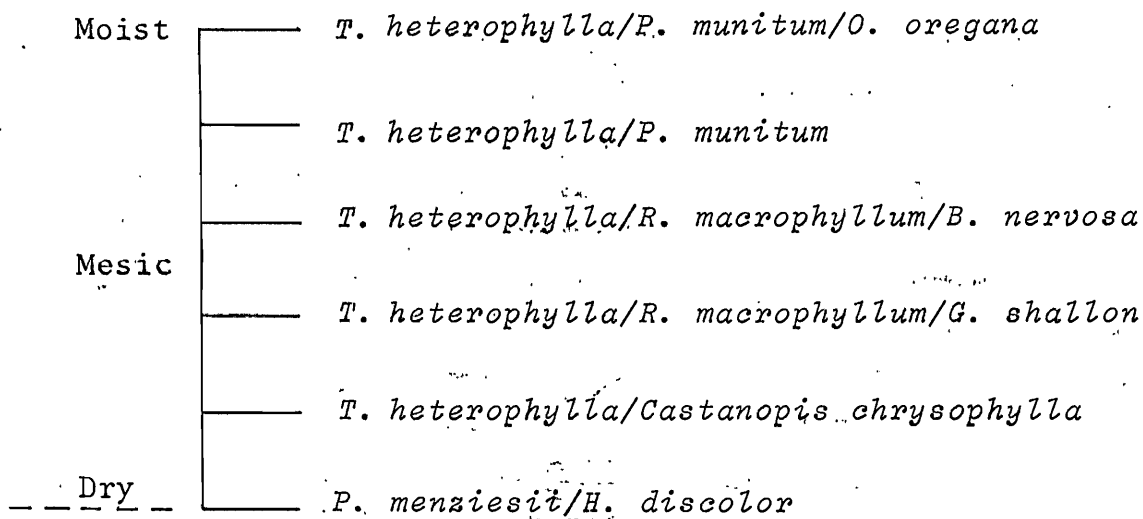 Moist T. heterophylla/P. munitum/O. oregana
T. heterophylla/P. munitum
T. heterophylla/R. macrophyllum/B. nervosa
Mesic
T. heterophylla/R. macrophyllum/G. shallon
T. heterophylla/Castanopis chrysophylla
Dry P. menziesii/H. discolor